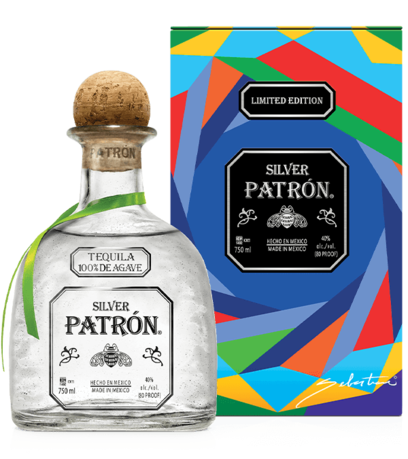 PATRÓN
TEQUILA
100% DE AGAVE
SILVER
PATRÓN®
HECHO EN MEXICO
MADE IN MEXICO
750 ml
40%
alc./vol.
(80 PROOF)
LIMITED EDITION
SILVER
PATRÓN®
HECHO EN MEXICO
MADE IN MEXICO
750 ml
40%
alc./vol.
(80 PROOF)
Sebastian